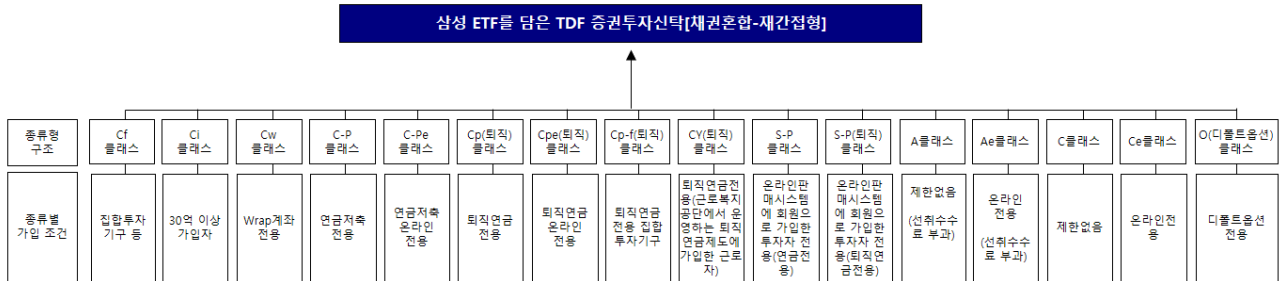 삼성 ETF를 담은 TDF 증권투자신탁[채권혼합-재간접형]
종류형
구조
Cf
클래스
Ci
클래스
Cw
클래스
C-P
클래스
C-Pe
클래스
Cp(퇴직)
클래스
Cpe(퇴직)
클래스
Cp-f(퇴직)
클래스
CY(퇴직)
클래스
S-P
클래스
S-P(퇴직)
클래스
A클래스
Ae클래스
C클래스
Ce클래스
O(디폴트옵션)
클래스
종류별
가입 조건
집합투자
기구 등
30억 이상
가입자
Wrap계좌
전용
연금저축
전용
연금저축
온라인
전용
퇴직연금
전용
퇴직연금
온라인
전용
퇴직연금
전용 집합
투자기구
퇴직연금전
용(근로복지
공단에서 운
영하는 퇴직
연금제도에
가입한 근로
자)
온라인판
매시스템
에 회원으
로 가입한
투자자 전
용(연금전
용)
온라인판
매시스템
에 회원으
로 가입한
투자자 전
용(퇴직연
금전용)
제한없음
(선취수수
료 부과)
온라인
전용
(선취수수
료 부과)
제한없음
온라인전
용
디폴트옵션
전용